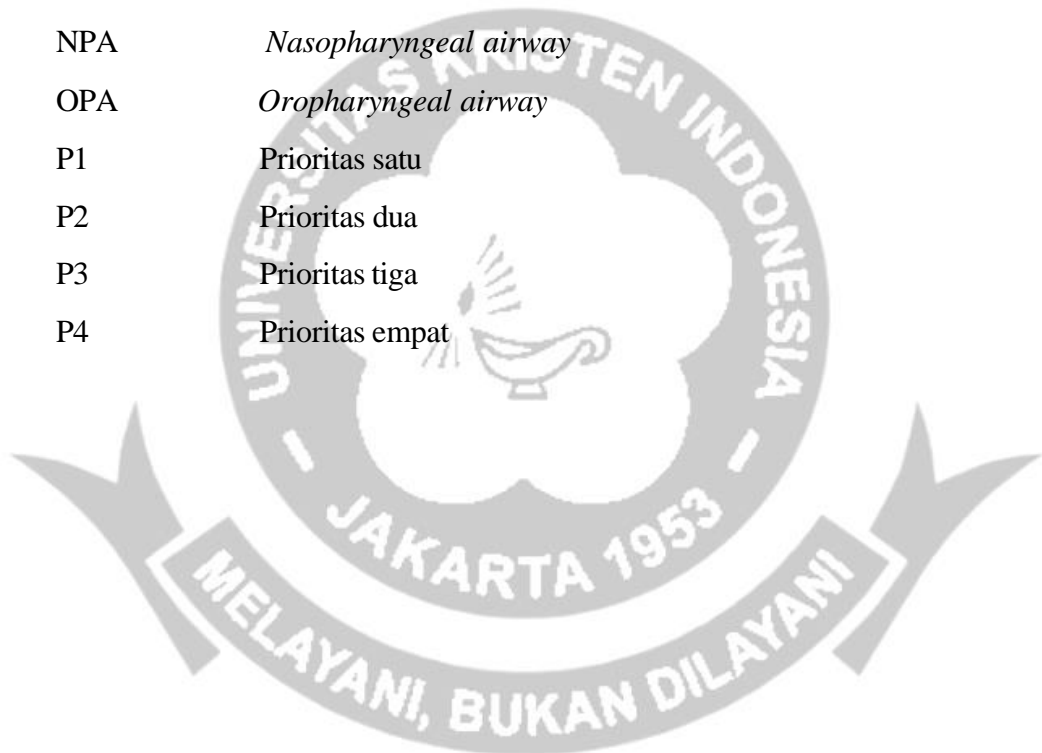 NPA Nasopharyngeal airway
OPA Oropharyngeal airway
P1 Prioritas satu
P2 Prioritas dua
P3 Prioritas tiga
P4 Prioritas empat
UNIVERSITAS KRISTEN INDONESIA
- JAKARTA 1953 -
MELAYANI, BUKAN DILAYANI